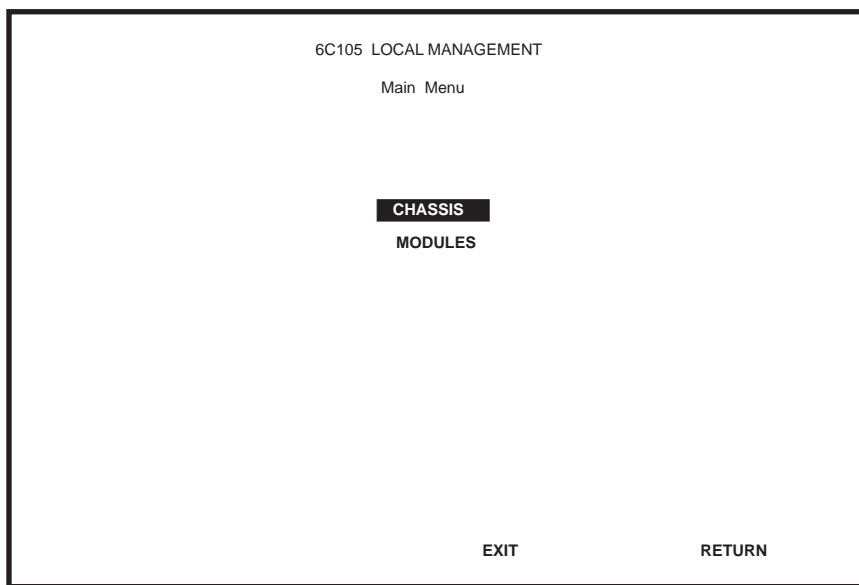 6C105 LOCAL MANAGEMENT
Main Menu
CHASSIS
MODULES
EXIT RETURN